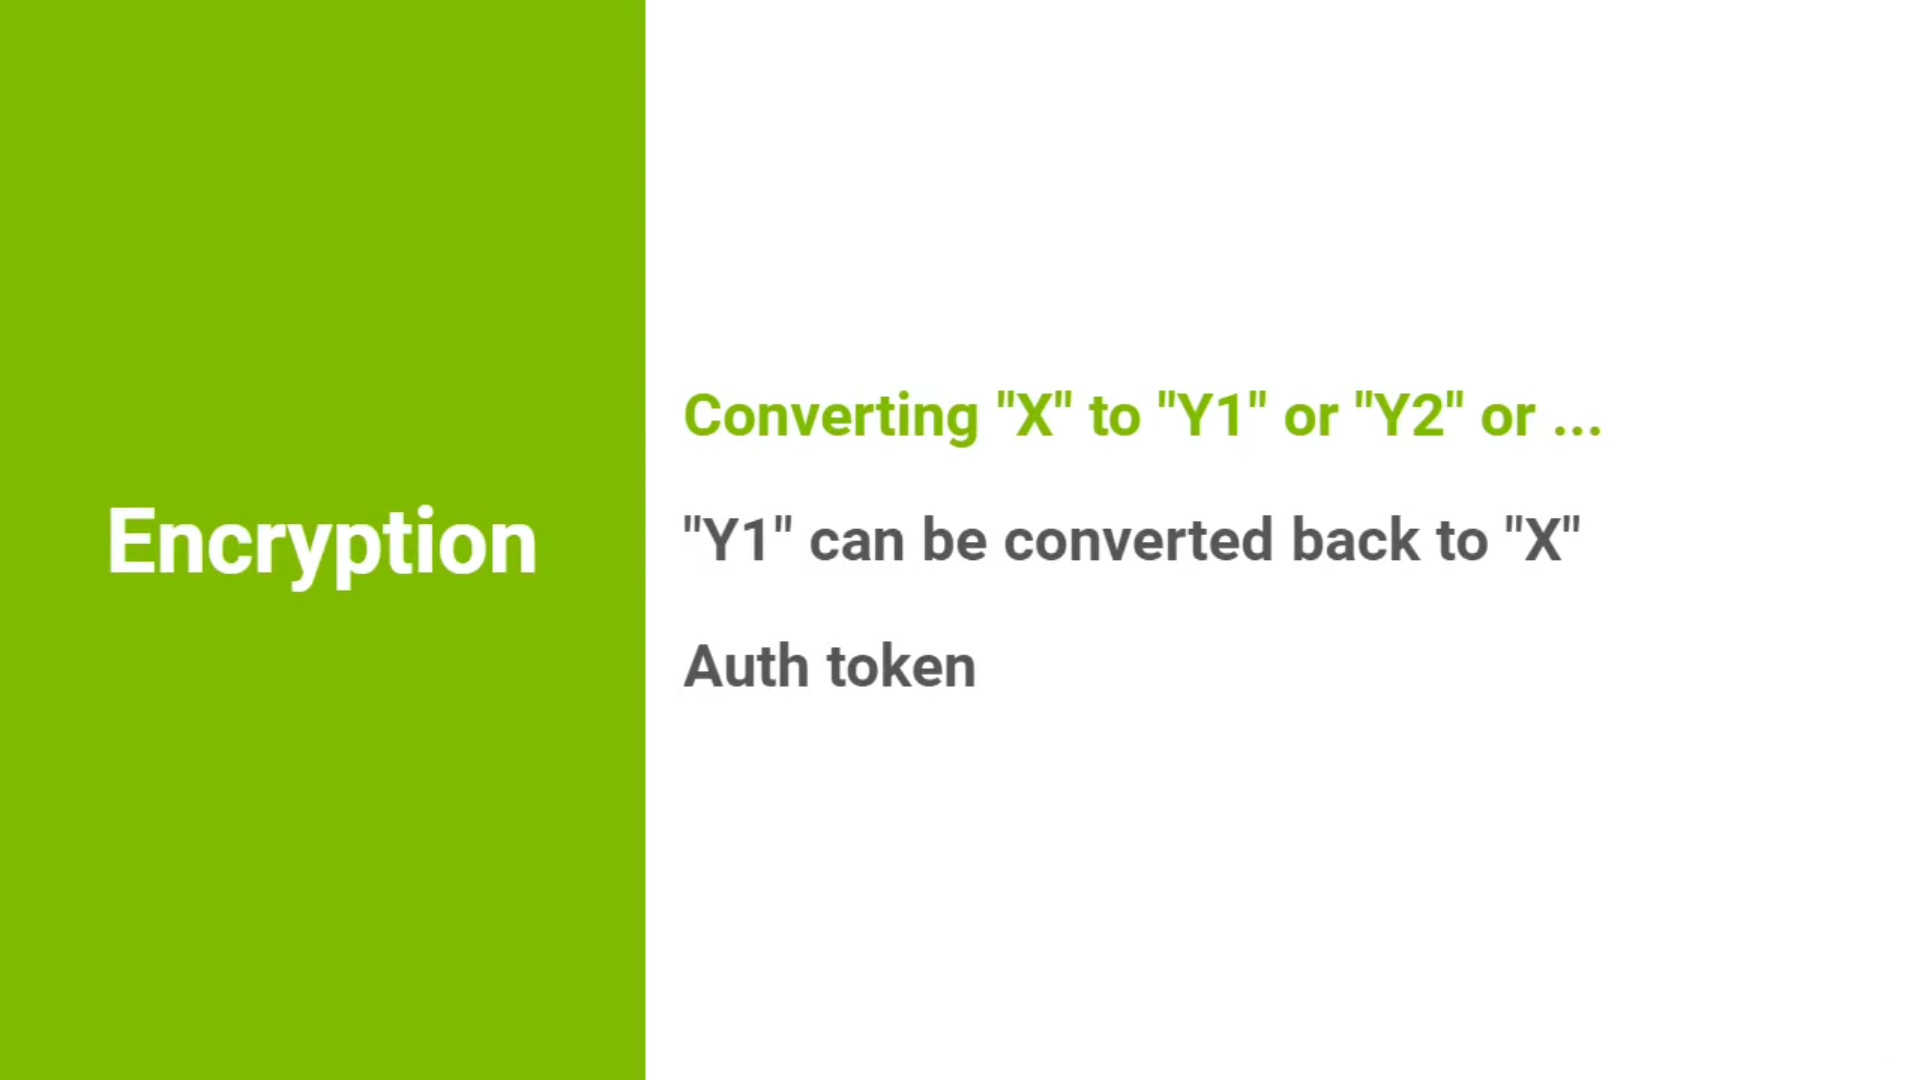 Encryption
Converting "X" to "Y1" or "Y2" or ...
"Y1" can be converted back to "X"
Auth token